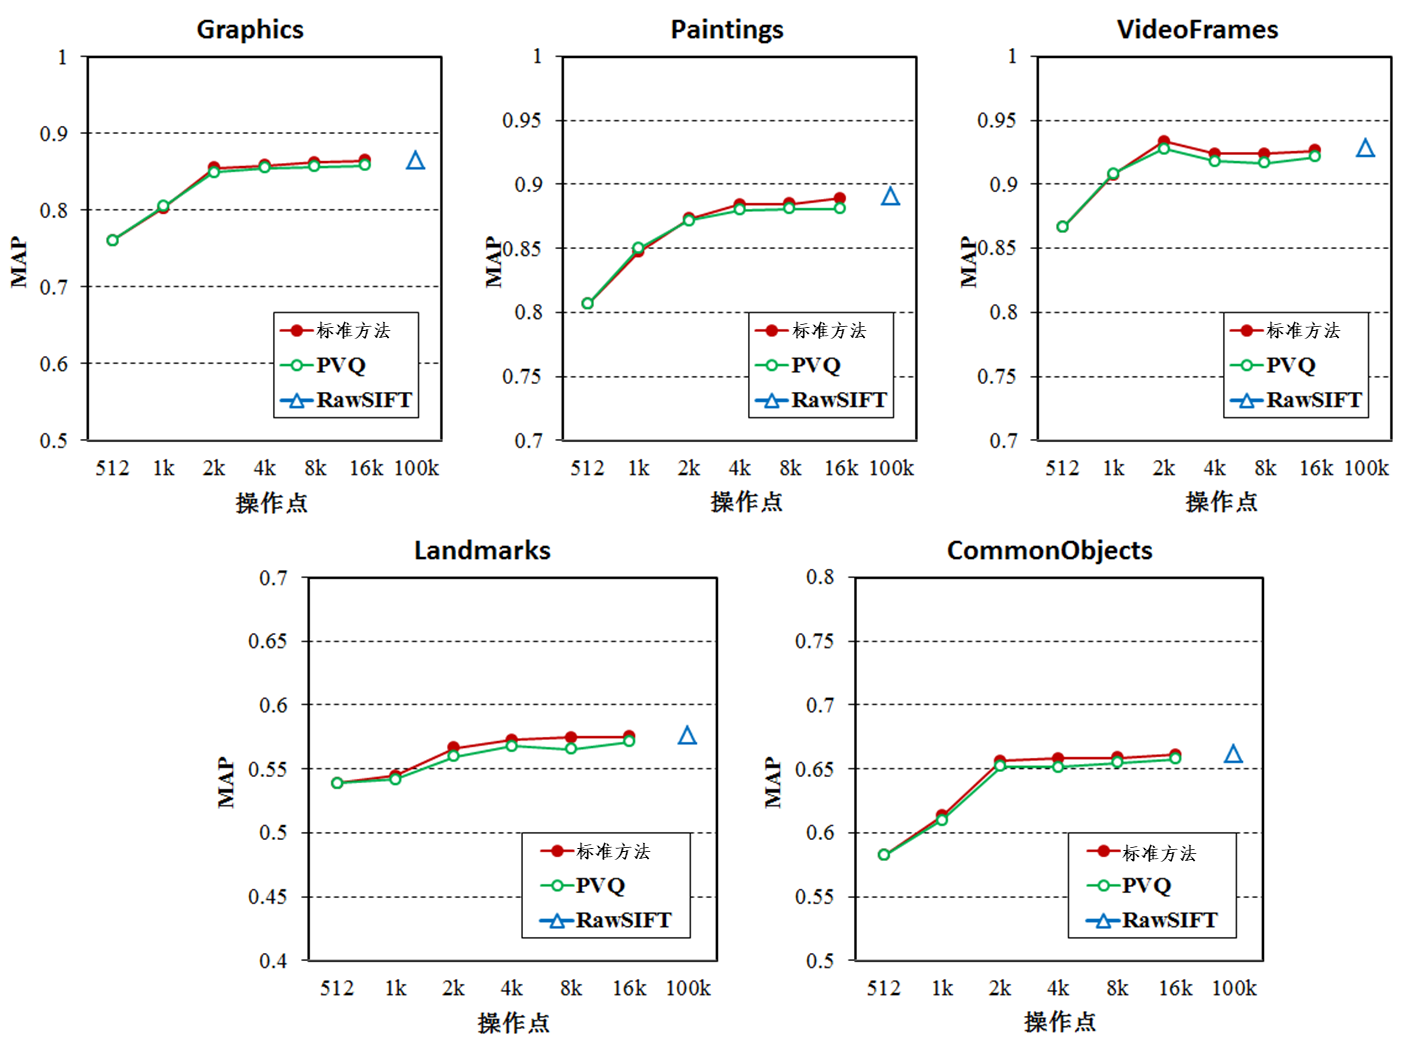 Graphics
1
0.9
0.8
0.7
0.6
0.5
MAP
标准方法
PVQ
RawSIFT
512 1k 2k 4k 8k 16k 100k
操作点
Paintings
1
0.95
0.9
0.85
0.8
0.75
0.7
MAP
标准方法
PVQ
RawSIFT
512 1k 2k 4k 8k 16k 100k
操作点
VideoFrames
1
0.95
0.9
0.85
0.8
0.75
0.7
MAP
标准方法
PVQ
RawSIFT
512 1k 2k 4k 8k 16k 100k
操作点
Landmarks
0.7
0.65
0.6
0.55
0.5
0.45
0.4
MAP
标准方法
PVQ
RawSIFT
512 1k 2k 4k 8k 16k 100k
操作点
CommonObjects
0.8
0.75
0.7
0.65
0.6
0.55
0.5
MAP
标准方法
PVQ
RawSIFT
512 1k 2k 4k 8k 16k 100k
操作点